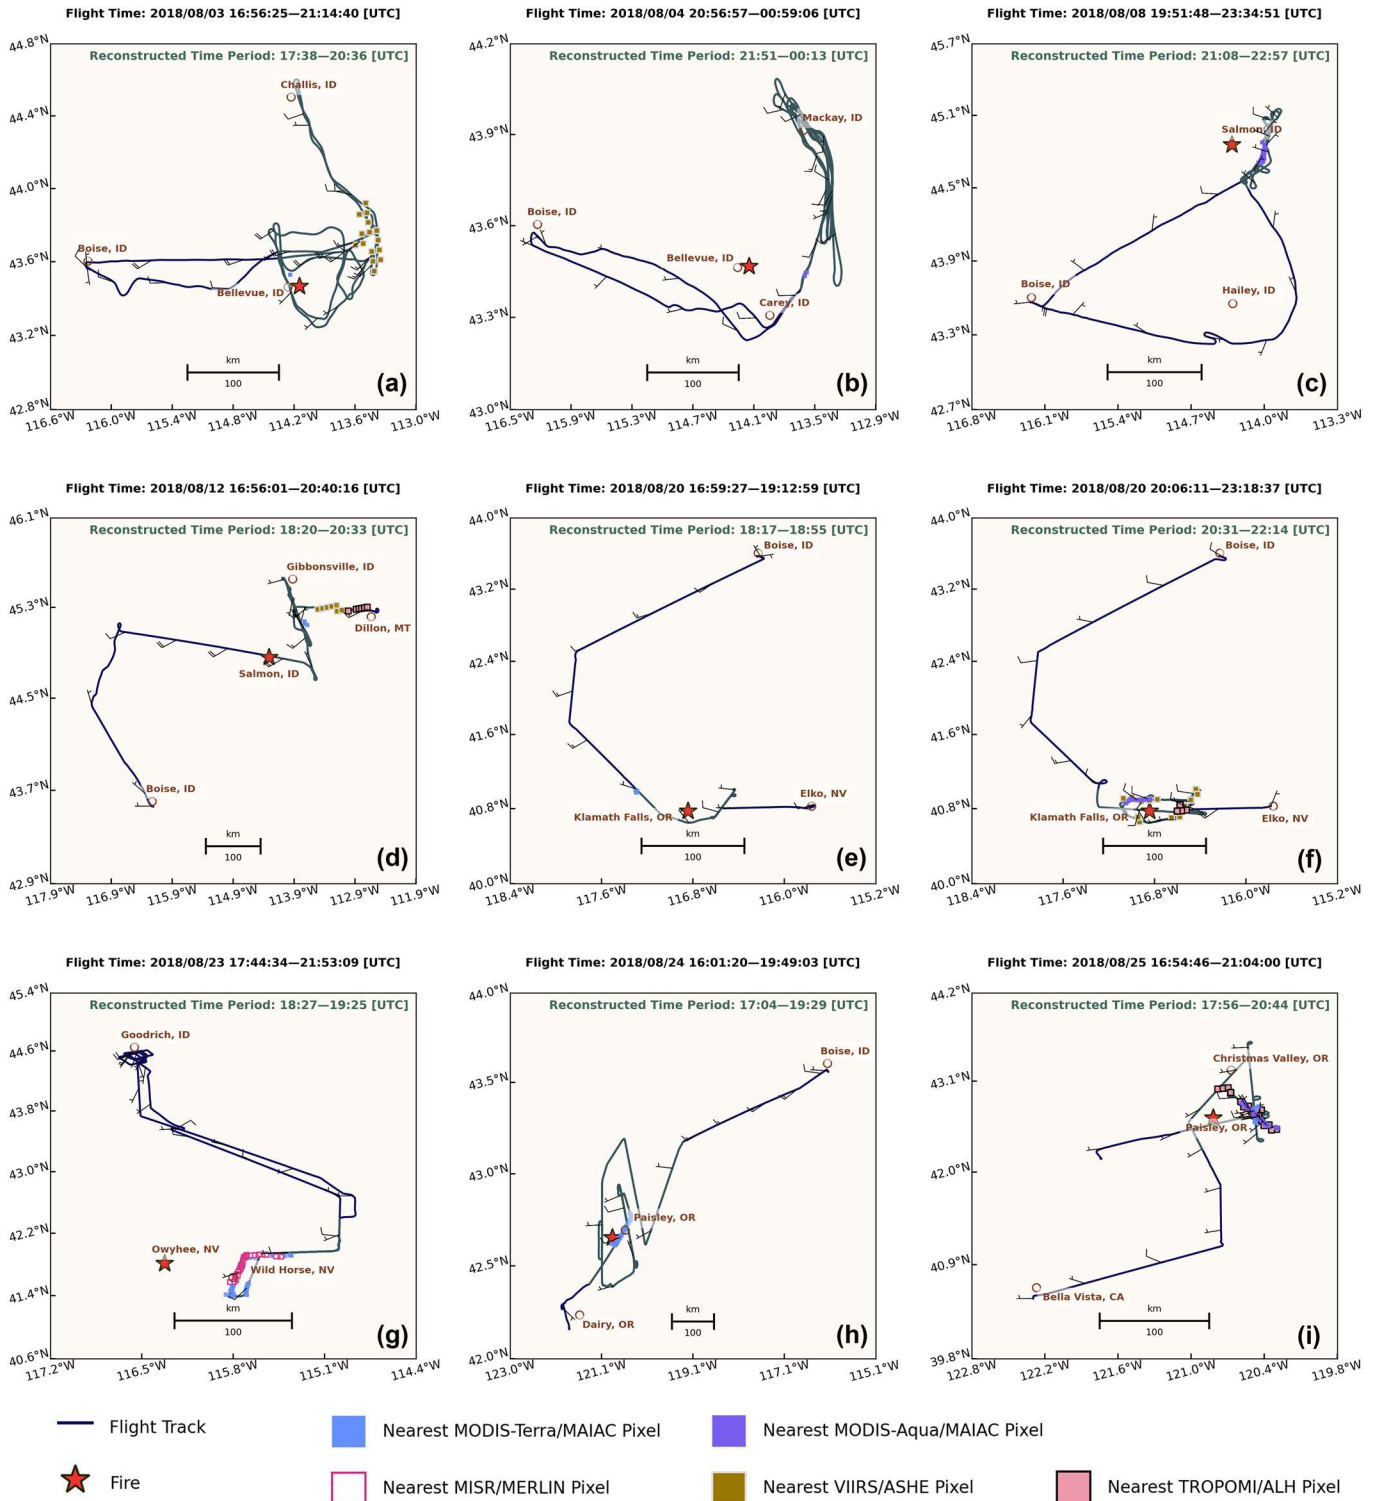 Flight Time: 2018/08/03 16:56:25—21:14:40 [UTC]
Reconstructed Time Period: 17:38—20:36 [UTC]
44.8°N
44.4°N
44.0°N
43.6°N
43.2°N
42.8°N
Challis, ID
Boise, ID
Bellevue, ID
km
100
(a)
116.6°W 116.0°W 115.4°W 114.8°W 114.2°W 113.6°W 113.0°W
Flight Time: 2018/08/04 20:56:57—00:59:06 [UTC]
Reconstructed Time Period: 21:51—00:13 [UTC]
44.2°N
43.9°N
43.6°N
43.3°N
43.0°N
Mackay, ID
Boise, ID
Bellevue, ID
Carey, ID
km
100
(b)
116.5°W 115.9°W 115.3°W 114.7°W 114.1°W 113.5°W 112.9°W
Flight Time: 2018/08/08 19:51:48—23:34:51 [UTC]
Reconstructed Time Period: 21:08—22:57 [UTC]
45.7°N
45.1°N
44.5°N
43.9°N
43.3°N
42.7°N
Salmon, ID
Boise, ID
Hailey, ID
km
100
(c)
116.8°W 116.1°W 115.4°W 114.7°W 114.0°W 113.3°W
Flight Time: 2018/08/12 16:56:01—20:40:16 [UTC]
Reconstructed Time Period: 18:20—20:33 [UTC]
46.1°N
45.3°N
44.5°N
43.7°N
42.9°N
Gibbonsville, ID
Dillon, MT
Salmon, ID
Boise, ID
km
100
(d)
117.9°W 116.9°W 115.9°W 114.9°W 113.9°W 112.9°W 111.9°W
Flight Time: 2018/08/20 16:59:27—19:12:59 [UTC]
Reconstructed Time Period: 18:17—18:55 [UTC]
44.0°N
43.2°N
42.4°N
41.6°N
40.8°N
40.0°N
Boise, ID
Elko, NV
Klamath Falls, OR
km
100
(e)
118.4°W 117.6°W 116.8°W 116.0°W 115.2°W
Flight Time: 2018/08/20 20:06:11—23:18:37 [UTC]
Reconstructed Time Period: 20:31—22:14 [UTC]
44.0°N
43.2°N
42.4°N
41.6°N
40.8°N
40.0°N
Boise, ID
Klamath Falls, OR
Elko, NV
km
100
(f)
118.4°W 117.6°W 116.8°W 116.0°W 115.2°W
Flight Time: 2018/08/23 17:44:34—21:53:09 [UTC]
Reconstructed Time Period: 18:27—19:25 [UTC]
45.4°N
44.6°N
43.8°N
43.0°N
42.2°N
41.4°N
40.6°N
Goodrich, ID
Owyhee, NV
Wild Horse, NV
km
100
(g)
117.2°W 116.5°W 115.8°W 115.1°W 114.4°W
Flight Time: 2018/08/24 16:01:20—19:49:03 [UTC]
Reconstructed Time Period: 17:04—19:29 [UTC]
44.0°N
43.5°N
43.0°N
42.5°N
42.0°N
Boise, ID
Paisley, OR
Dairy, OR
km
100
(h)
123.0°W 121.1°W 119.1°W 117.1°W 115.1°W
Flight Time: 2018/08/25 16:54:46—21:04:00 [UTC]
Reconstructed Time Period: 17:56—20:44 [UTC]
44.2°N
43.1°N
42.0°N
40.9°N
39.8°N
Christmas Valley, OR
Paisley, OR
Bella Vista, CA
km
100
(i)
122.8°W 122.2°W 121.6°W 121.0°W 120.4°W 119.8°W
Flight Track
Nearest MODIS-Terra/MAIAC Pixel
Nearest MODIS-Aqua/MAIAC Pixel
Fire
Nearest MISR/MERLIN Pixel
Nearest VIIRS/ASHE Pixel
Nearest TROPOMI/ALH Pixel